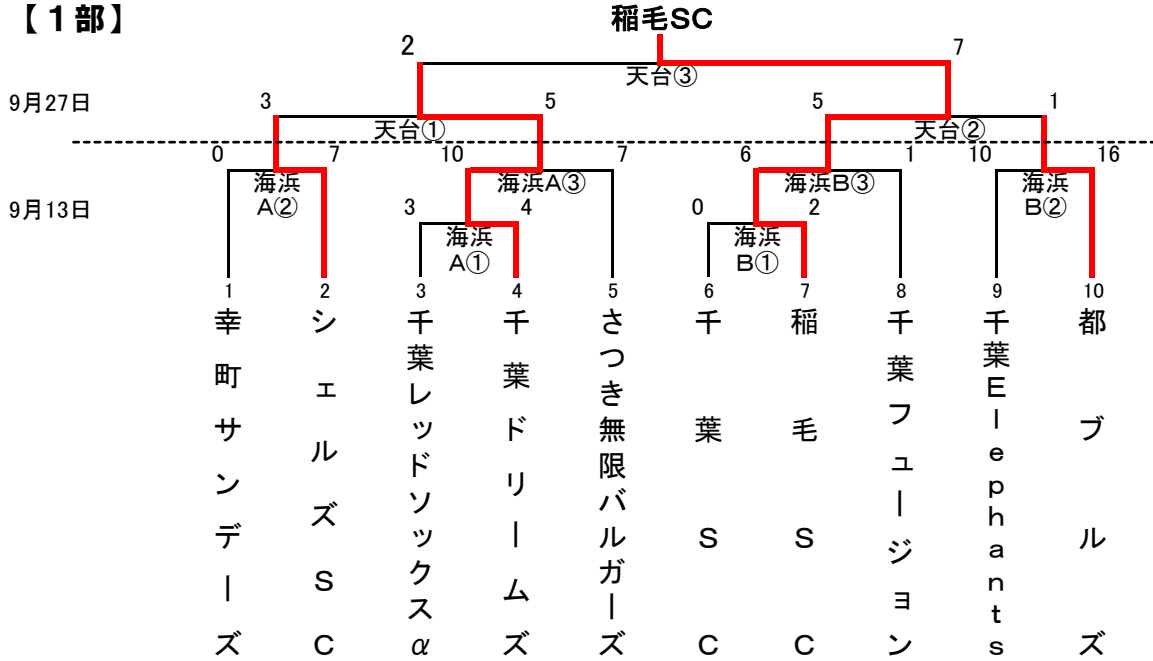 【１部】
稲毛SC
2
7
天台③
9月27日
3
5
5
1
天台①
天台②
0
7
10
7
6
1
10
16
海浜
A②
海浜A③
海浜B③
海浜
B②
9月13日
3
4
0
2
海浜
A①
海浜
B①
1
2
3
4
5
6
7
8
9
10
幸町サンデーズ
シェルズSC
千葉レッドソックスα
千葉ドリームズ
さつき無限バルガーズ
千葉SC
稲毛SC
千葉フュージョン
千葉Elephants
都ブルズ